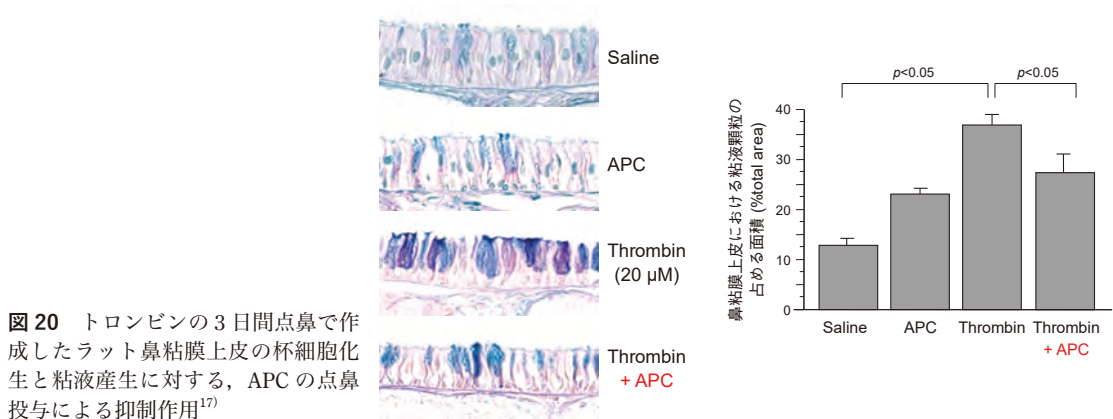 図 20 トロンビンの 3 日間点鼻で作
成したラット鼻粘膜上皮の杯細胞化
生と粘液産生に対する，APC の点鼻
投与による抑制作用17)
Saline
APC
Thrombin
(20 µM)
Thrombin
+ APC
p<0.05
p<0.05
鼻粘膜上皮における粘液顆粒の
占める面積 (%total area)
40
30
20
10
0
Saline
APC
Thrombin
Thrombin
+ APC